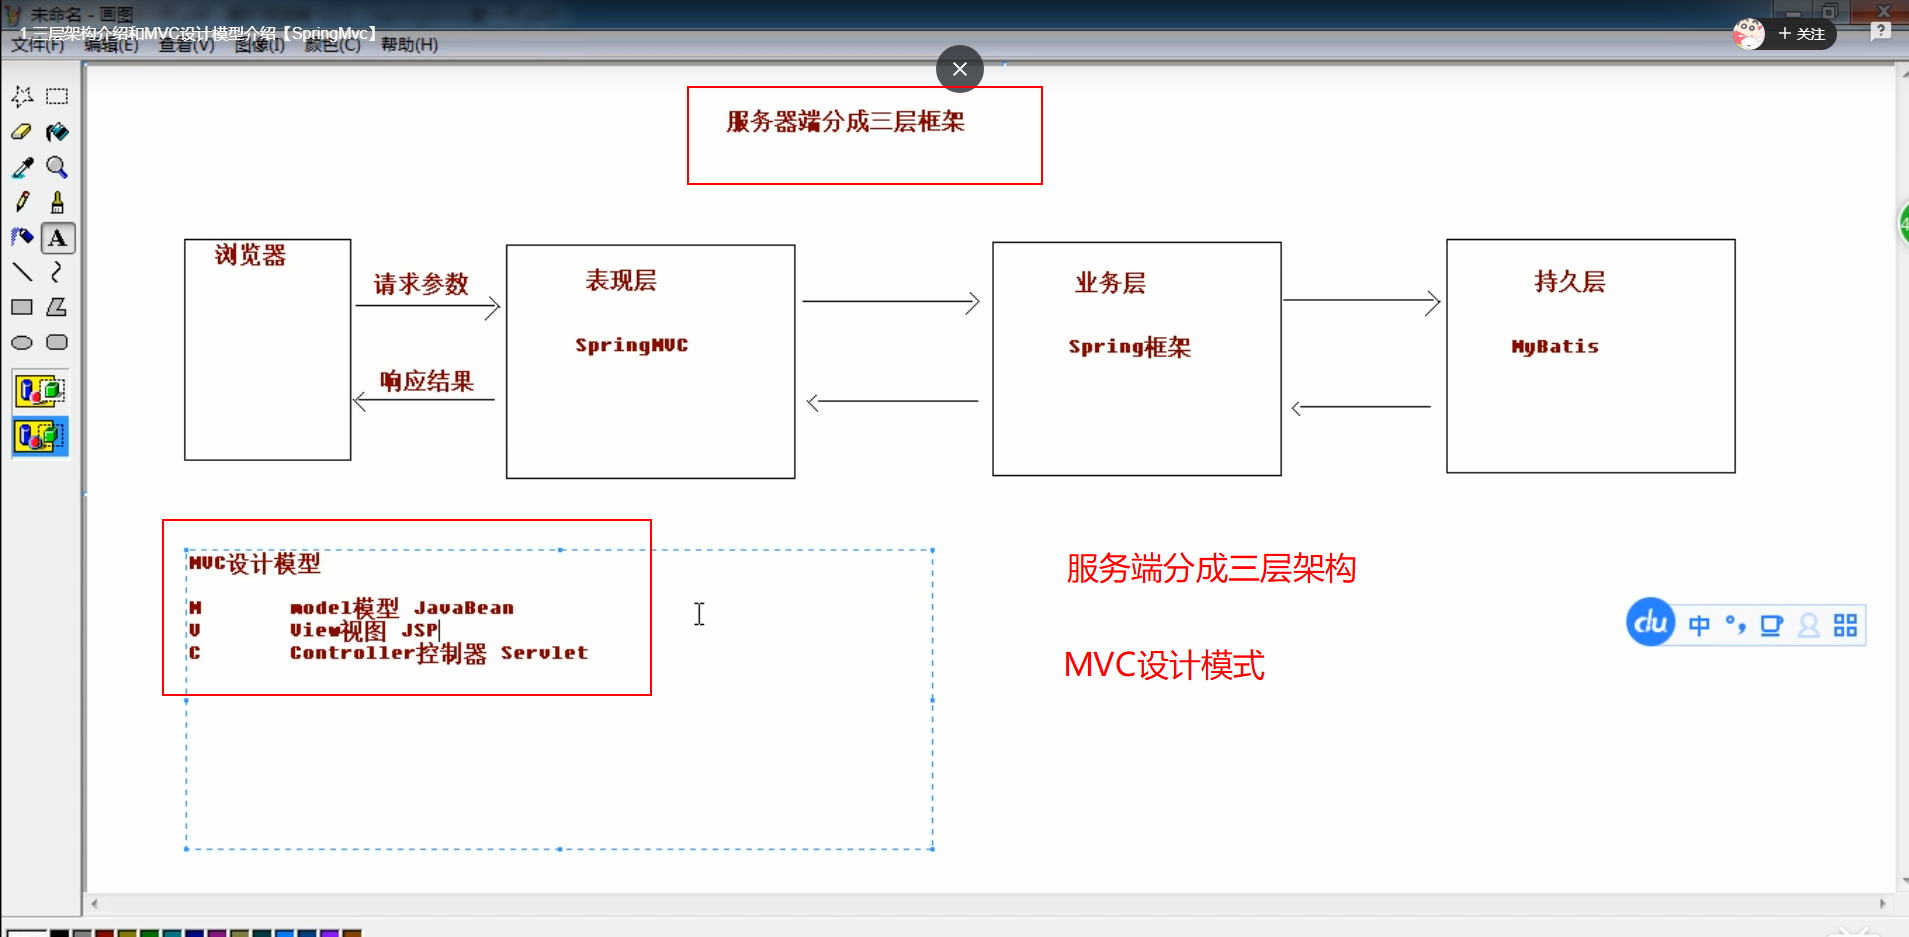 未命名 - 画图
1.三层架构介绍和MVC设计模型介绍【SpringMvc】
文件(F) 编辑(E) 查看(V) 图像(I) 颜色(C) 帮助(H)
+ 关注
?
服务器端分成三层框架
浏览器
请求参数
响应结果
表现层
SpringMVC
业务层
Spring框架
持久层
MyBatis
MVC设计模型
M model模型 JavaBean
V View视图 JSP
C Controller控制器 Servlet
服务端分成三层架构
MVC设计模式
du 中 °,
A
4